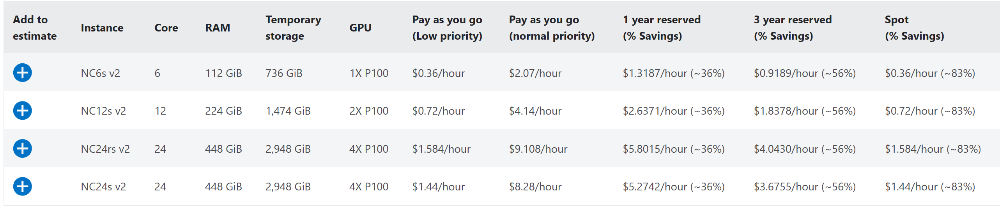 Add to estimate Instance Core RAM Temporary storage GPU Pay as you go (Low priority) Pay as you go (normal priority) 1 year reserved (% Savings) 3 year reserved (% Savings) Spot (% Savings)
NC6s v2 6 112 GiB 736 GiB 1X P100 $0.36/hour $2.07/hour $1.3187/hour (~36%) $0.9189/hour (~56%) $0.36/hour (~83%)
NC12s v2 12 224 GiB 1,474 GiB 2X P100 $0.72/hour $4.14/hour $2.6371/hour (~36%) $1.8378/hour (~56%) $0.72/hour (~83%)
NC24rs v2 24 448 GiB 2,948 GiB 4X P100 $1.584/hour $9.108/hour $5.8015/hour (~36%) $4.0430/hour (~56%) $1.584/hour (~83%)
NC24s v2 24 448 GiB 2,948 GiB 4X P100 $1.44/hour $8.28/hour $5.2742/hour (~36%) $3.6755/hour (~56%) $1.44/hour (~83%)